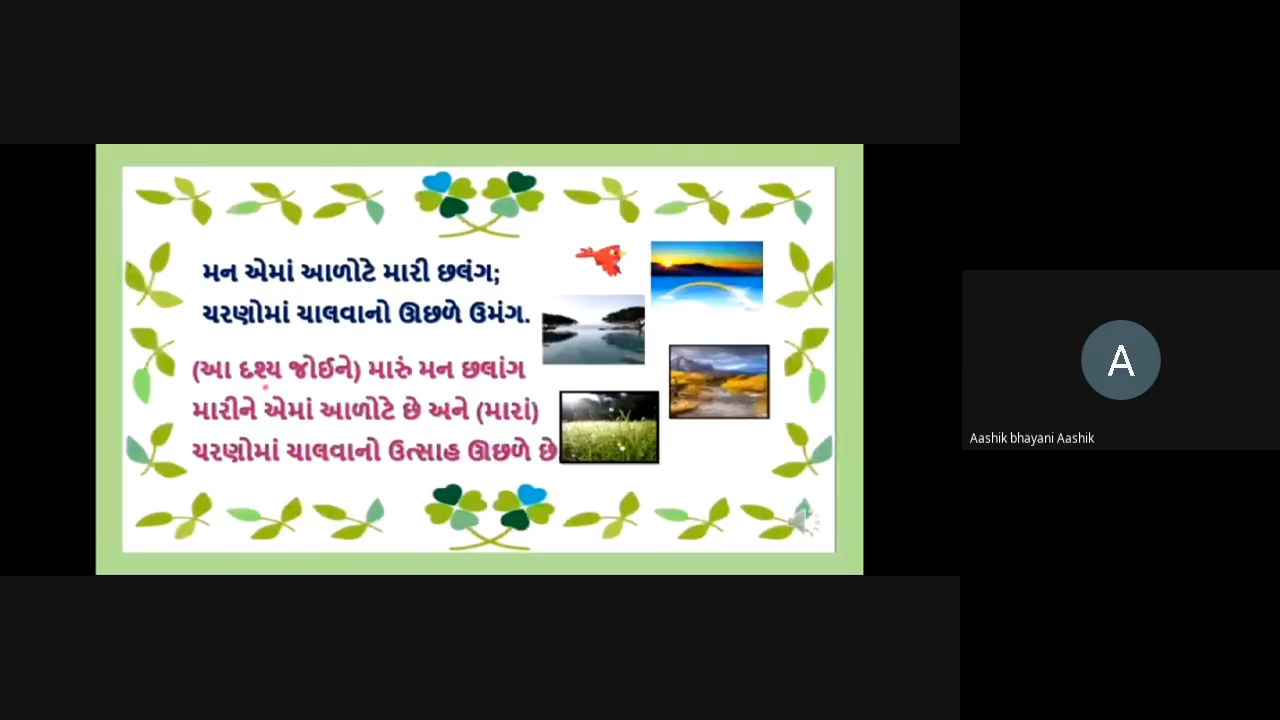 મન એમાં આળોટે મારી છલંગ;
ચરણોમાં ચાલવાનો ઊછળે ઉમંગ.
(આ દૃશ્ય જોઈને) મારું મન છલાંગ
મારીને એમાં આળોટે છે અને (મારાં)
ચરણોમાં ચાલવાનો ઉત્સાહ ઊછળે છે
A
Aashik bhayani Aashik